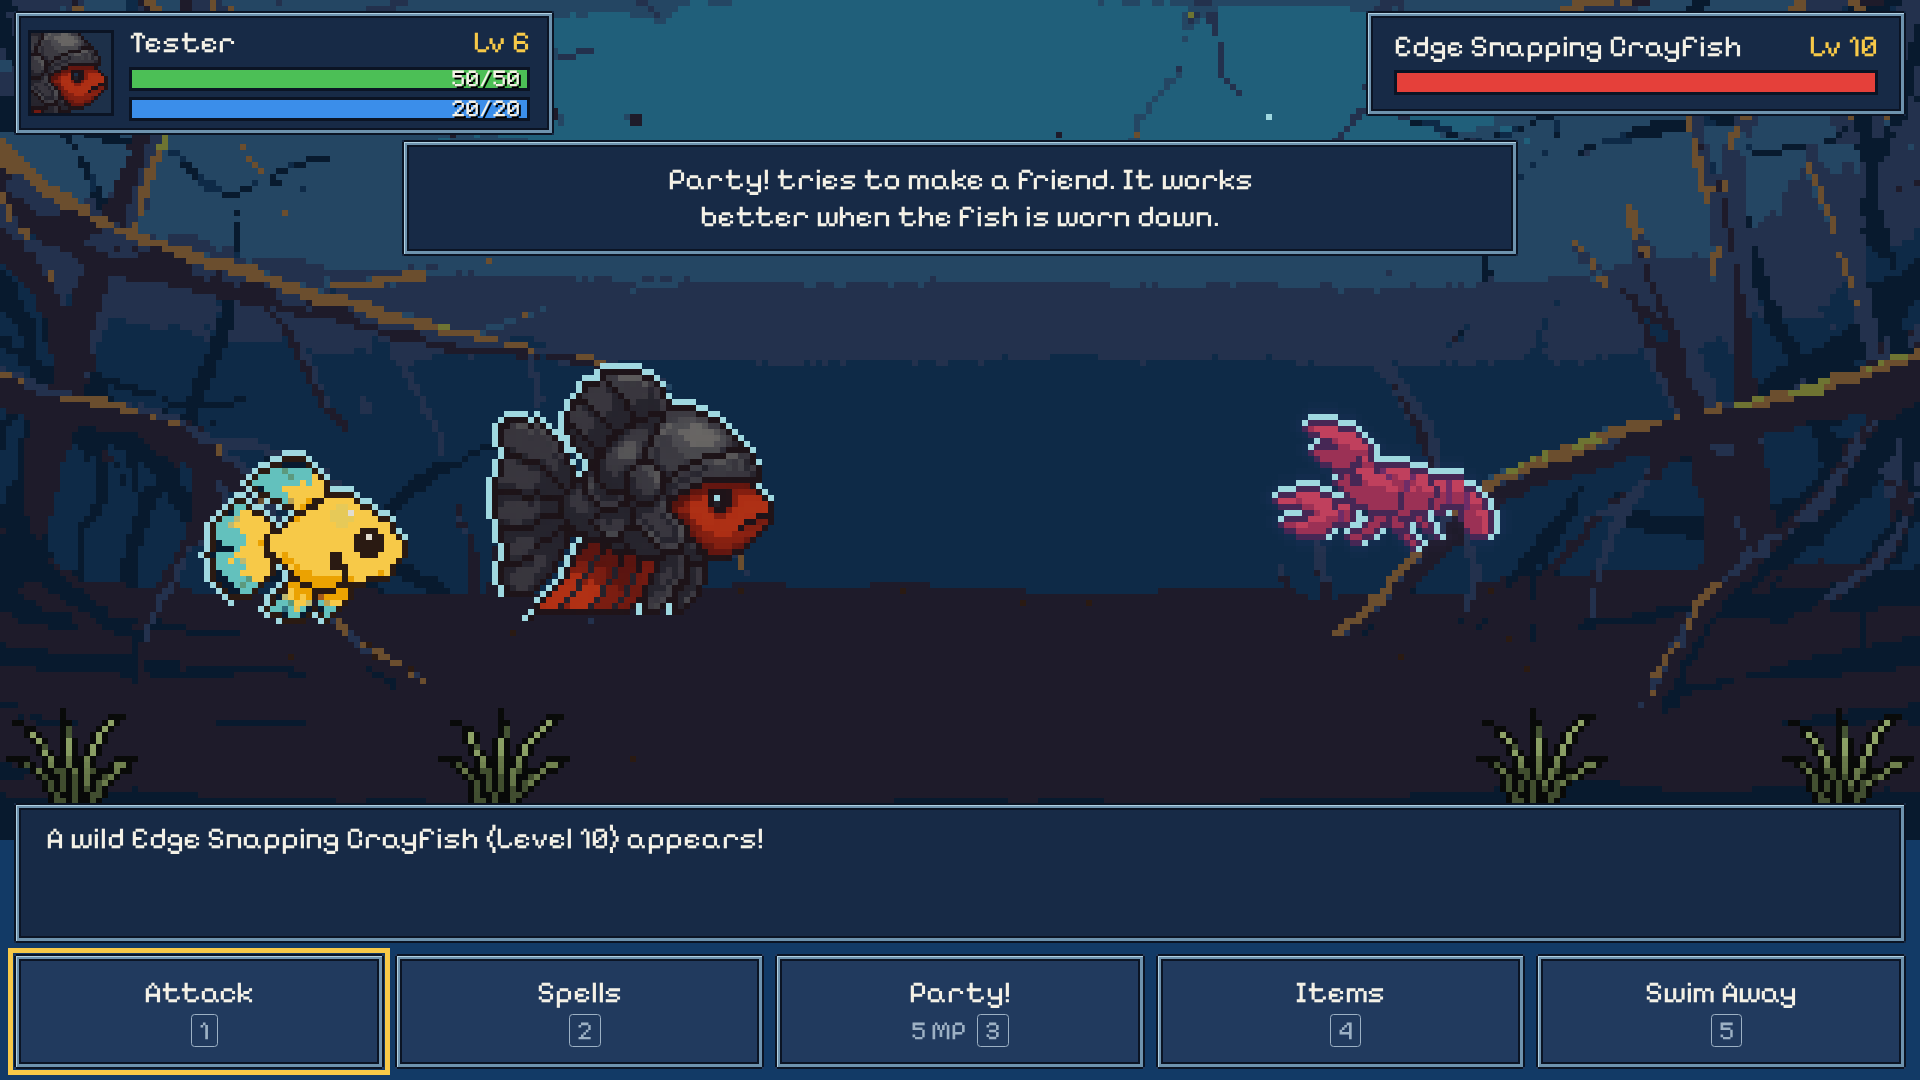 Tester Lv 6
50/50
20/20
Edge Snapping Crayfish Lv 10
Party! tries to make a friend. It works
better when the fish is worn down.
A wild Edge Snapping Crayfish (Level 10) appears!
Attack
1
Spells
2
Party!
5 MP 3
Items
4
Swim Away
5